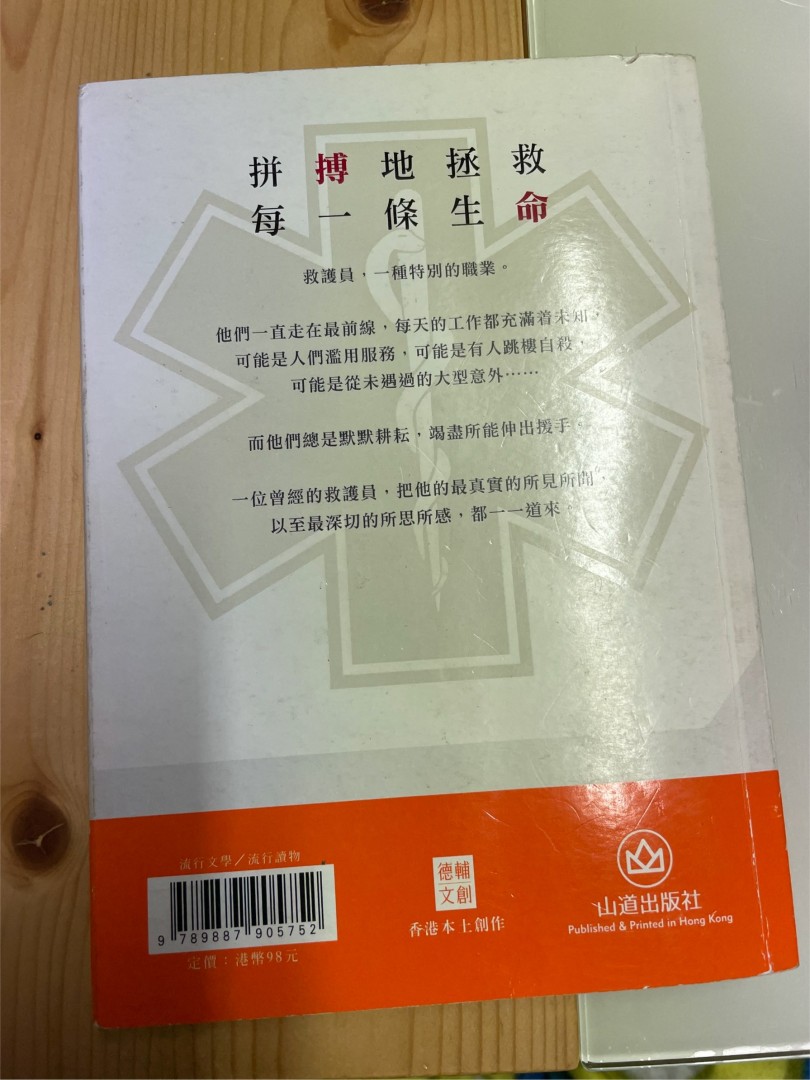 拼搏地拯救
每一條生命
救護員，一種特別的職業。
他們一直走在最前線，每天的工作都充滿着未知，
可能是人們濫用服務，可能是有人跳樓自殺，
可能是從未遇過的大型意外……
而他們總是默默耕耘，竭盡所能伸出援手。
一位曾經的救護員，把他的最真實的所見所聞，
以至最深切的所思所感，都一一道來。
流行文學／流行讀物
9 789887 905752
定價：港幣98元
德輔
文創
香港本土創作
山道出版社
Published & Printed in Hong Kong